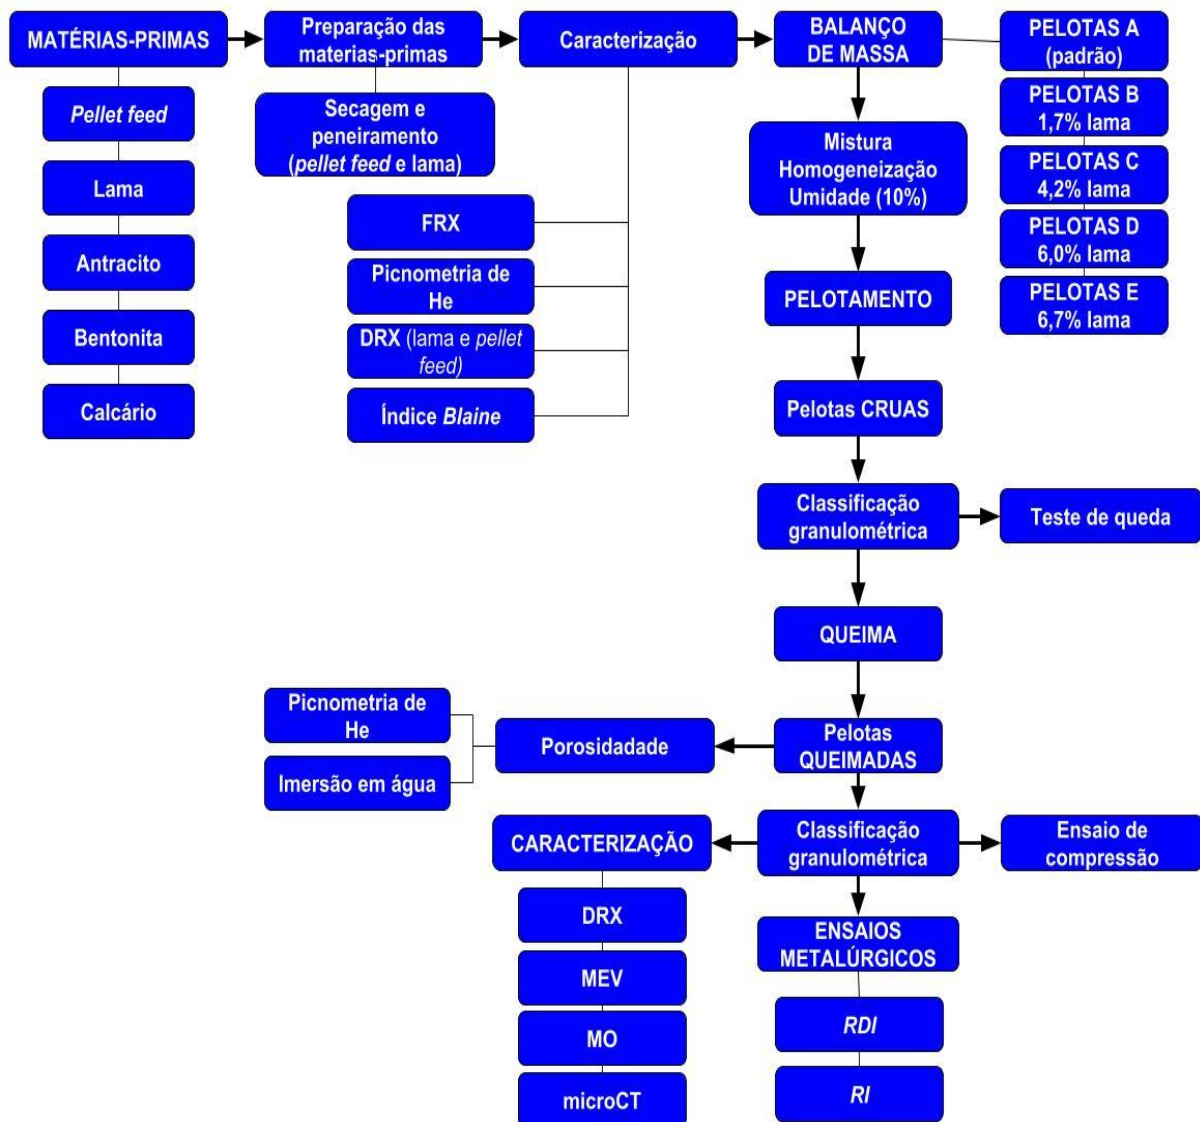 MATÉRIAS-PRIMAS
Pellet feed
Lama
Antracito
Bentonita
Calcário
Preparação das
materias-primas
Secagem e
peneiramento
(pellet feed e lama)
Caracterização
FRX
Picnometria de
He
DRX (lama e pellet
feed)
Índice Blaine
BALANÇO
DE MASSA
PELOTAS A
(padrão)
PELOTAS B
1,7% lama
PELOTAS C
4,2% lama
PELOTAS D
6,0% lama
PELOTAS E
6,7% lama
Mistura
Homogeneização
Umidade (10%)
PELOTAMENTO
Pelotas CRUAS
Classificação
granulométrica
Teste de queda
QUEIMA
Pelotas
QUEIMADAS
Porosidadade
Picnometria de
He
Imersão em água
Classificação
granulométrica
Ensaio de
compressão
CARACTERIZAÇÃO
DRX
MEV
MO
microCT
ENSAIOS
METALÚRGICOS
RDI
RI